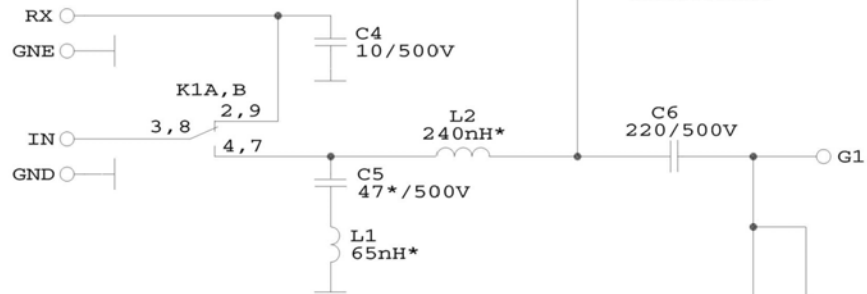 RX
GNE
C4
10/500V
K1A,B
2,9
3,8
IN
4,7
GND
L2
240nH*
C6
220/500V
G1
C5
47*/500V
L1
65nH*